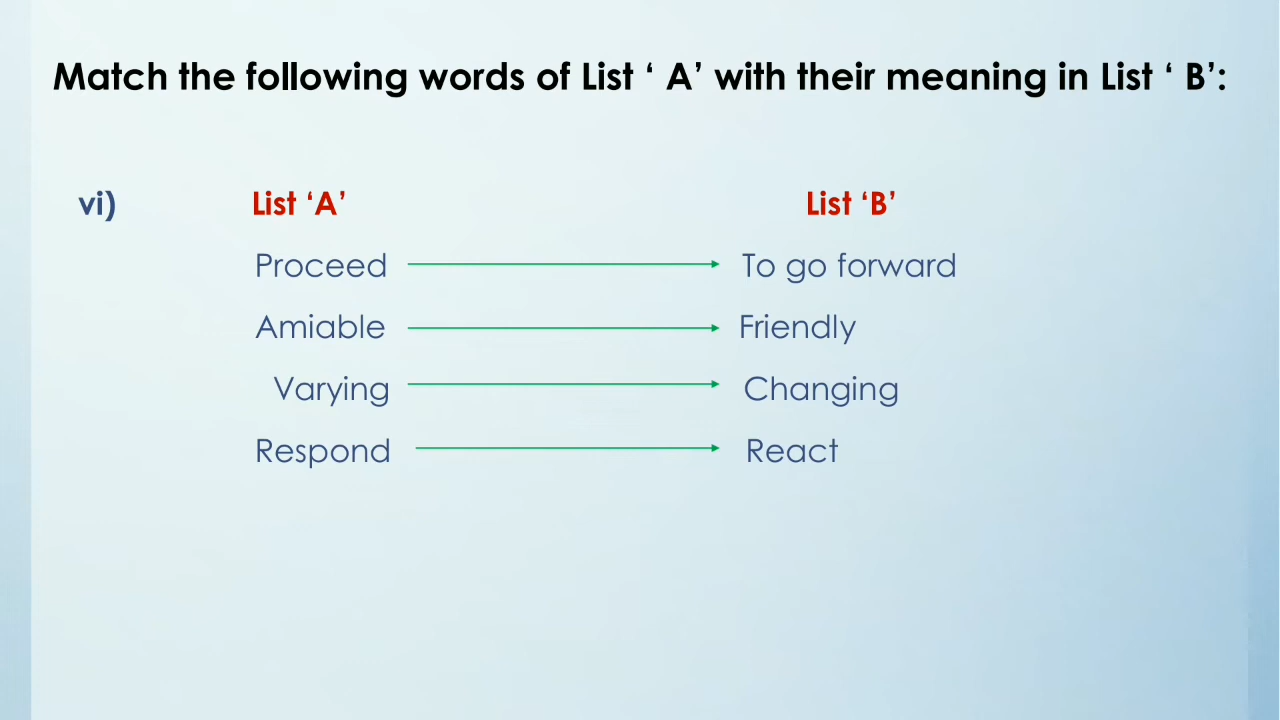 Match the following words of List ‘ A’ with their meaning in List ‘ B’:
vi) List ‘A’ List ‘B’
Proceed To go forward
Amiable Friendly
Varying Changing
Respond React